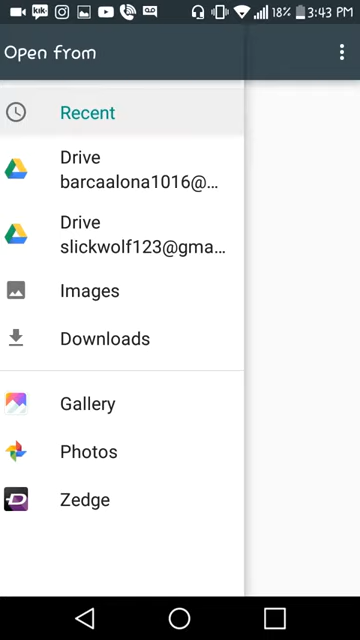 18% 3:43 PM
Open from
Recent
Drive
barcaalona1016@...
Drive
slickwolf123@gma...
Images
Downloads
Gallery
Photos
Zedge